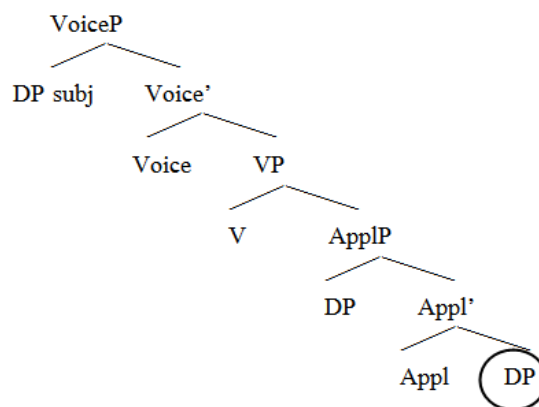 VoiceP
DP subj Voice’
Voice VP
V ApplP
DP Appl’
Appl DP